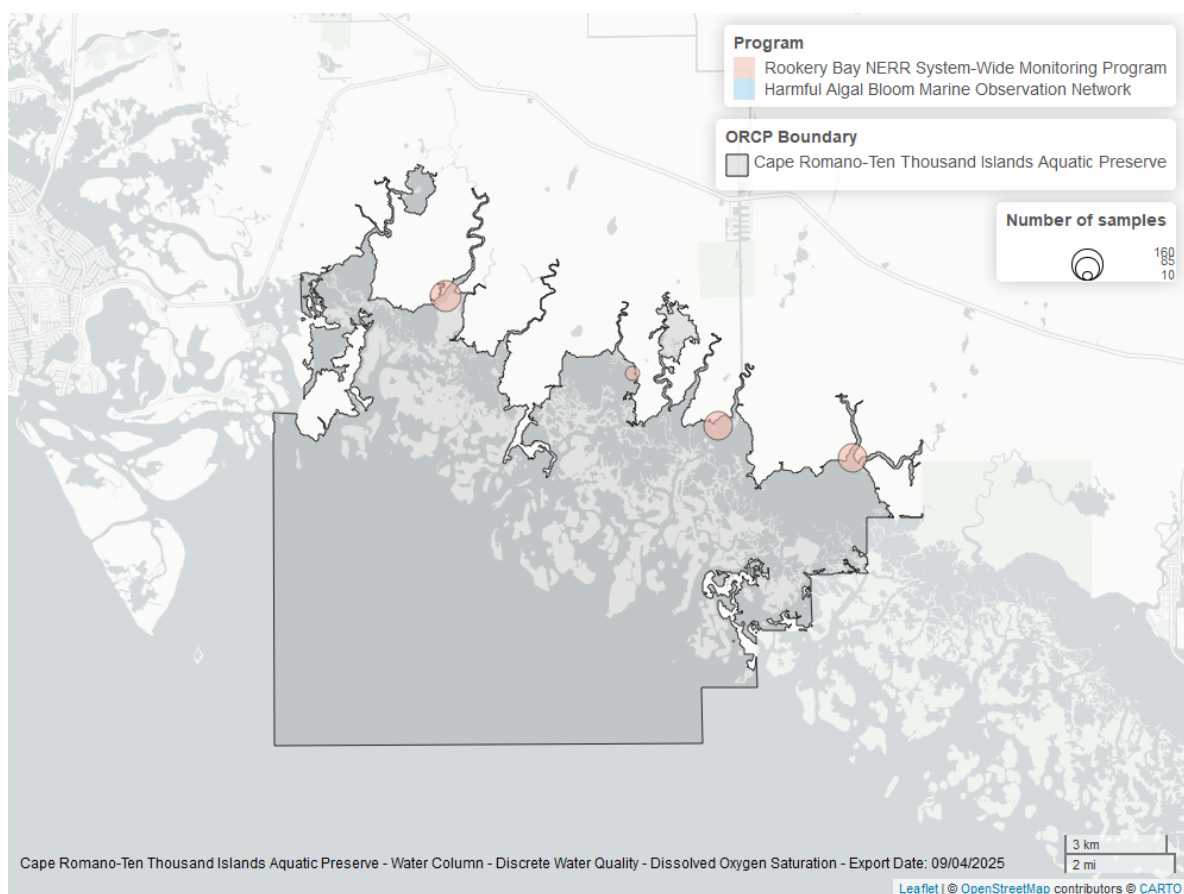 Program
Rookery Bay NERR System-Wide Monitoring Program
Harmful Algal Bloom Marine Observation Network
ORCP Boundary
Cape Romano-Ten Thousand Islands Aquatic Preserve
Number of samples
160
85
10
3 km
2 mi
Cape Romano-Ten Thousand Islands Aquatic Preserve - Water Column - Discrete Water Quality - Dissolved Oxygen Saturation - Export Date: 09/04/2025
Leaflet | © OpenStreetMap contributors © CARTO